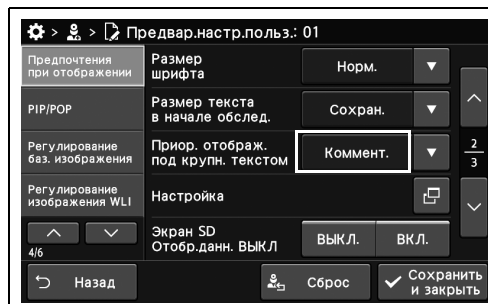 > > Предвар.настр.польз.: 01
Предпочтения
при отображении
Размер
шрифта
Норм.
PIP/POP
Размер текста
в начале обслед.
Сохран.
Регулирование
баз. изображения
Приор. отображ.
под крупн. текстом
Коммент.
2
3
Регулирование
изображения WLI
Настройка
4/6
Экран SD
Отобр.данн. ВЫКЛ
ВЫКЛ.
ВКЛ.
Назад
Сброс
Сохранить
и закрыть